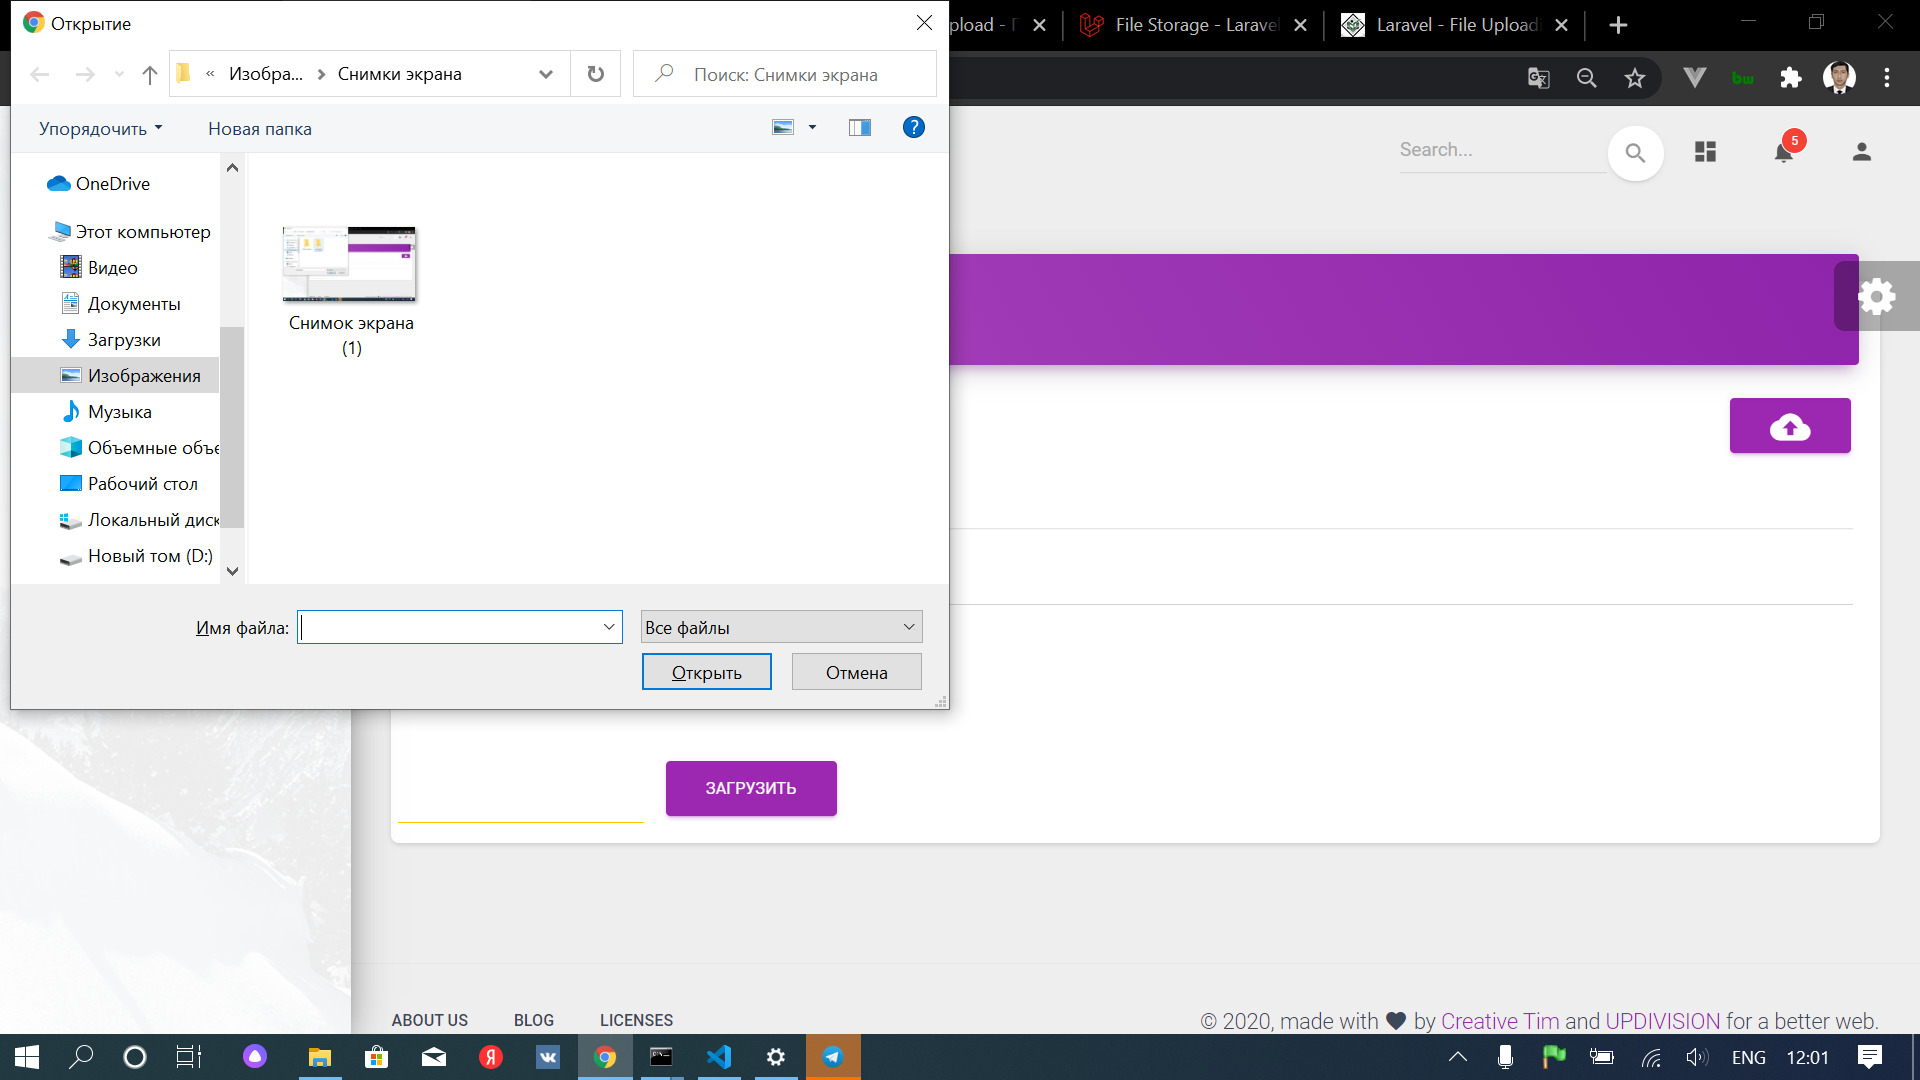 Открытие
pload - Г
File Storage - Larave
Laravel - File Uploadi
« Изобра... › Снимки экрана
Поиск: Снимки экрана
Упорядочить
Новая папка
?
Search...
5
OneDrive
Этот компьютер
Видео
Документы
Загрузки
Изображения
Музыка
Объемные объе
Рабочий стол
Локальный диск
Новый том (D:)
Снимок экрана
(1)
Имя файла:
Все файлы
Открыть
Отмена
ЗАГРУЗИТЬ
ABOUT US
BLOG
LICENSES
© 2020, made with ♥ by Creative Tim and UPDIVISION for a better web.
ENG
12:01